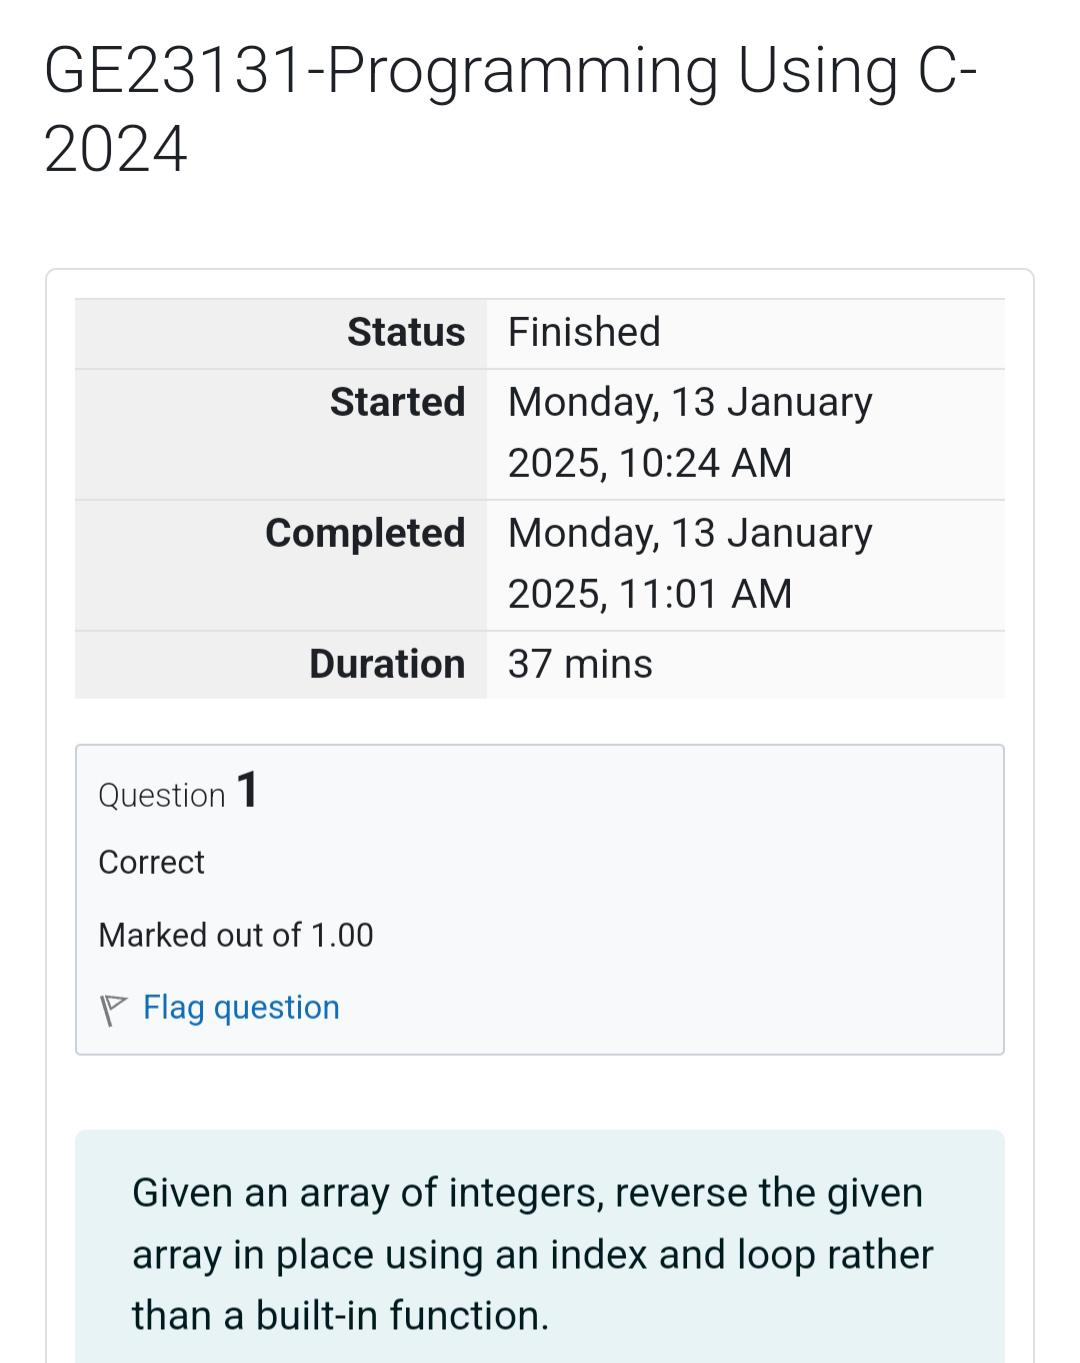 GE23131-Programming Using C-
2024
Status Finished
Started Monday, 13 January
2025, 10:24 AM
Completed Monday, 13 January
2025, 11:01 AM
Duration 37 mins
Question 1
Correct
Marked out of 1.00
Flag question
Given an array of integers, reverse the given
array in place using an index and loop rather
than a built-in function.